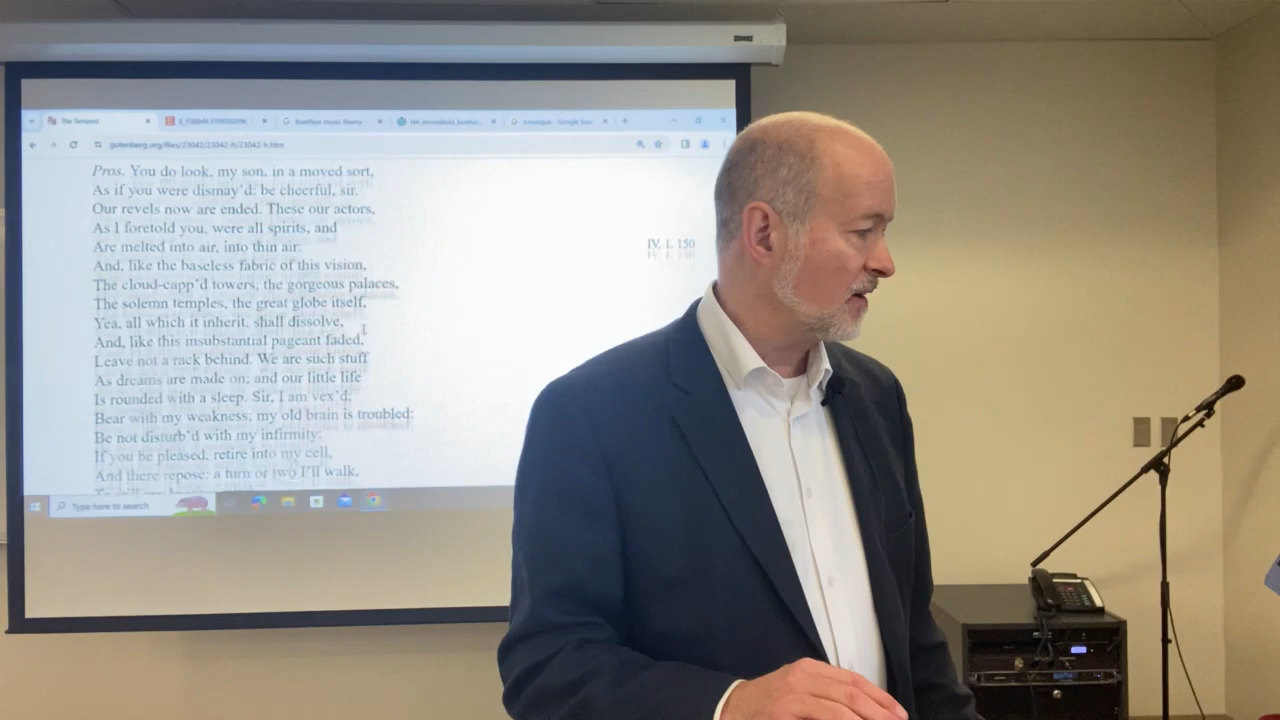 The Tempest
gutenberg.org/files/23042/23042-h/23042-h.htm
Pros. You do look, my son, in a moved sort,
As if you were dismay'd: be cheerful, sir.
Our revels now are ended. These our actors,
As I foretold you, were all spirits, and
Are melted into air, into thin air:
IV. 1. 150
And, like the baseless fabric of this vision,
The cloud-capp'd towers, the gorgeous palaces,
The solemn temples, the great globe itself,
Yea, all which it inherit, shall dissolve,
And, like this insubstantial pageant faded,
Leave not a rack behind. We are such stuff
As dreams are made on; and our little life
Is rounded with a sleep. Sir, I am vex'd;
Bear with my weakness; my old brain is troubled:
Be not disturb'd with my infirmity:
If you be pleased, retire into my cell,
And there repose: a turn or two I'll walk,
Type here to search